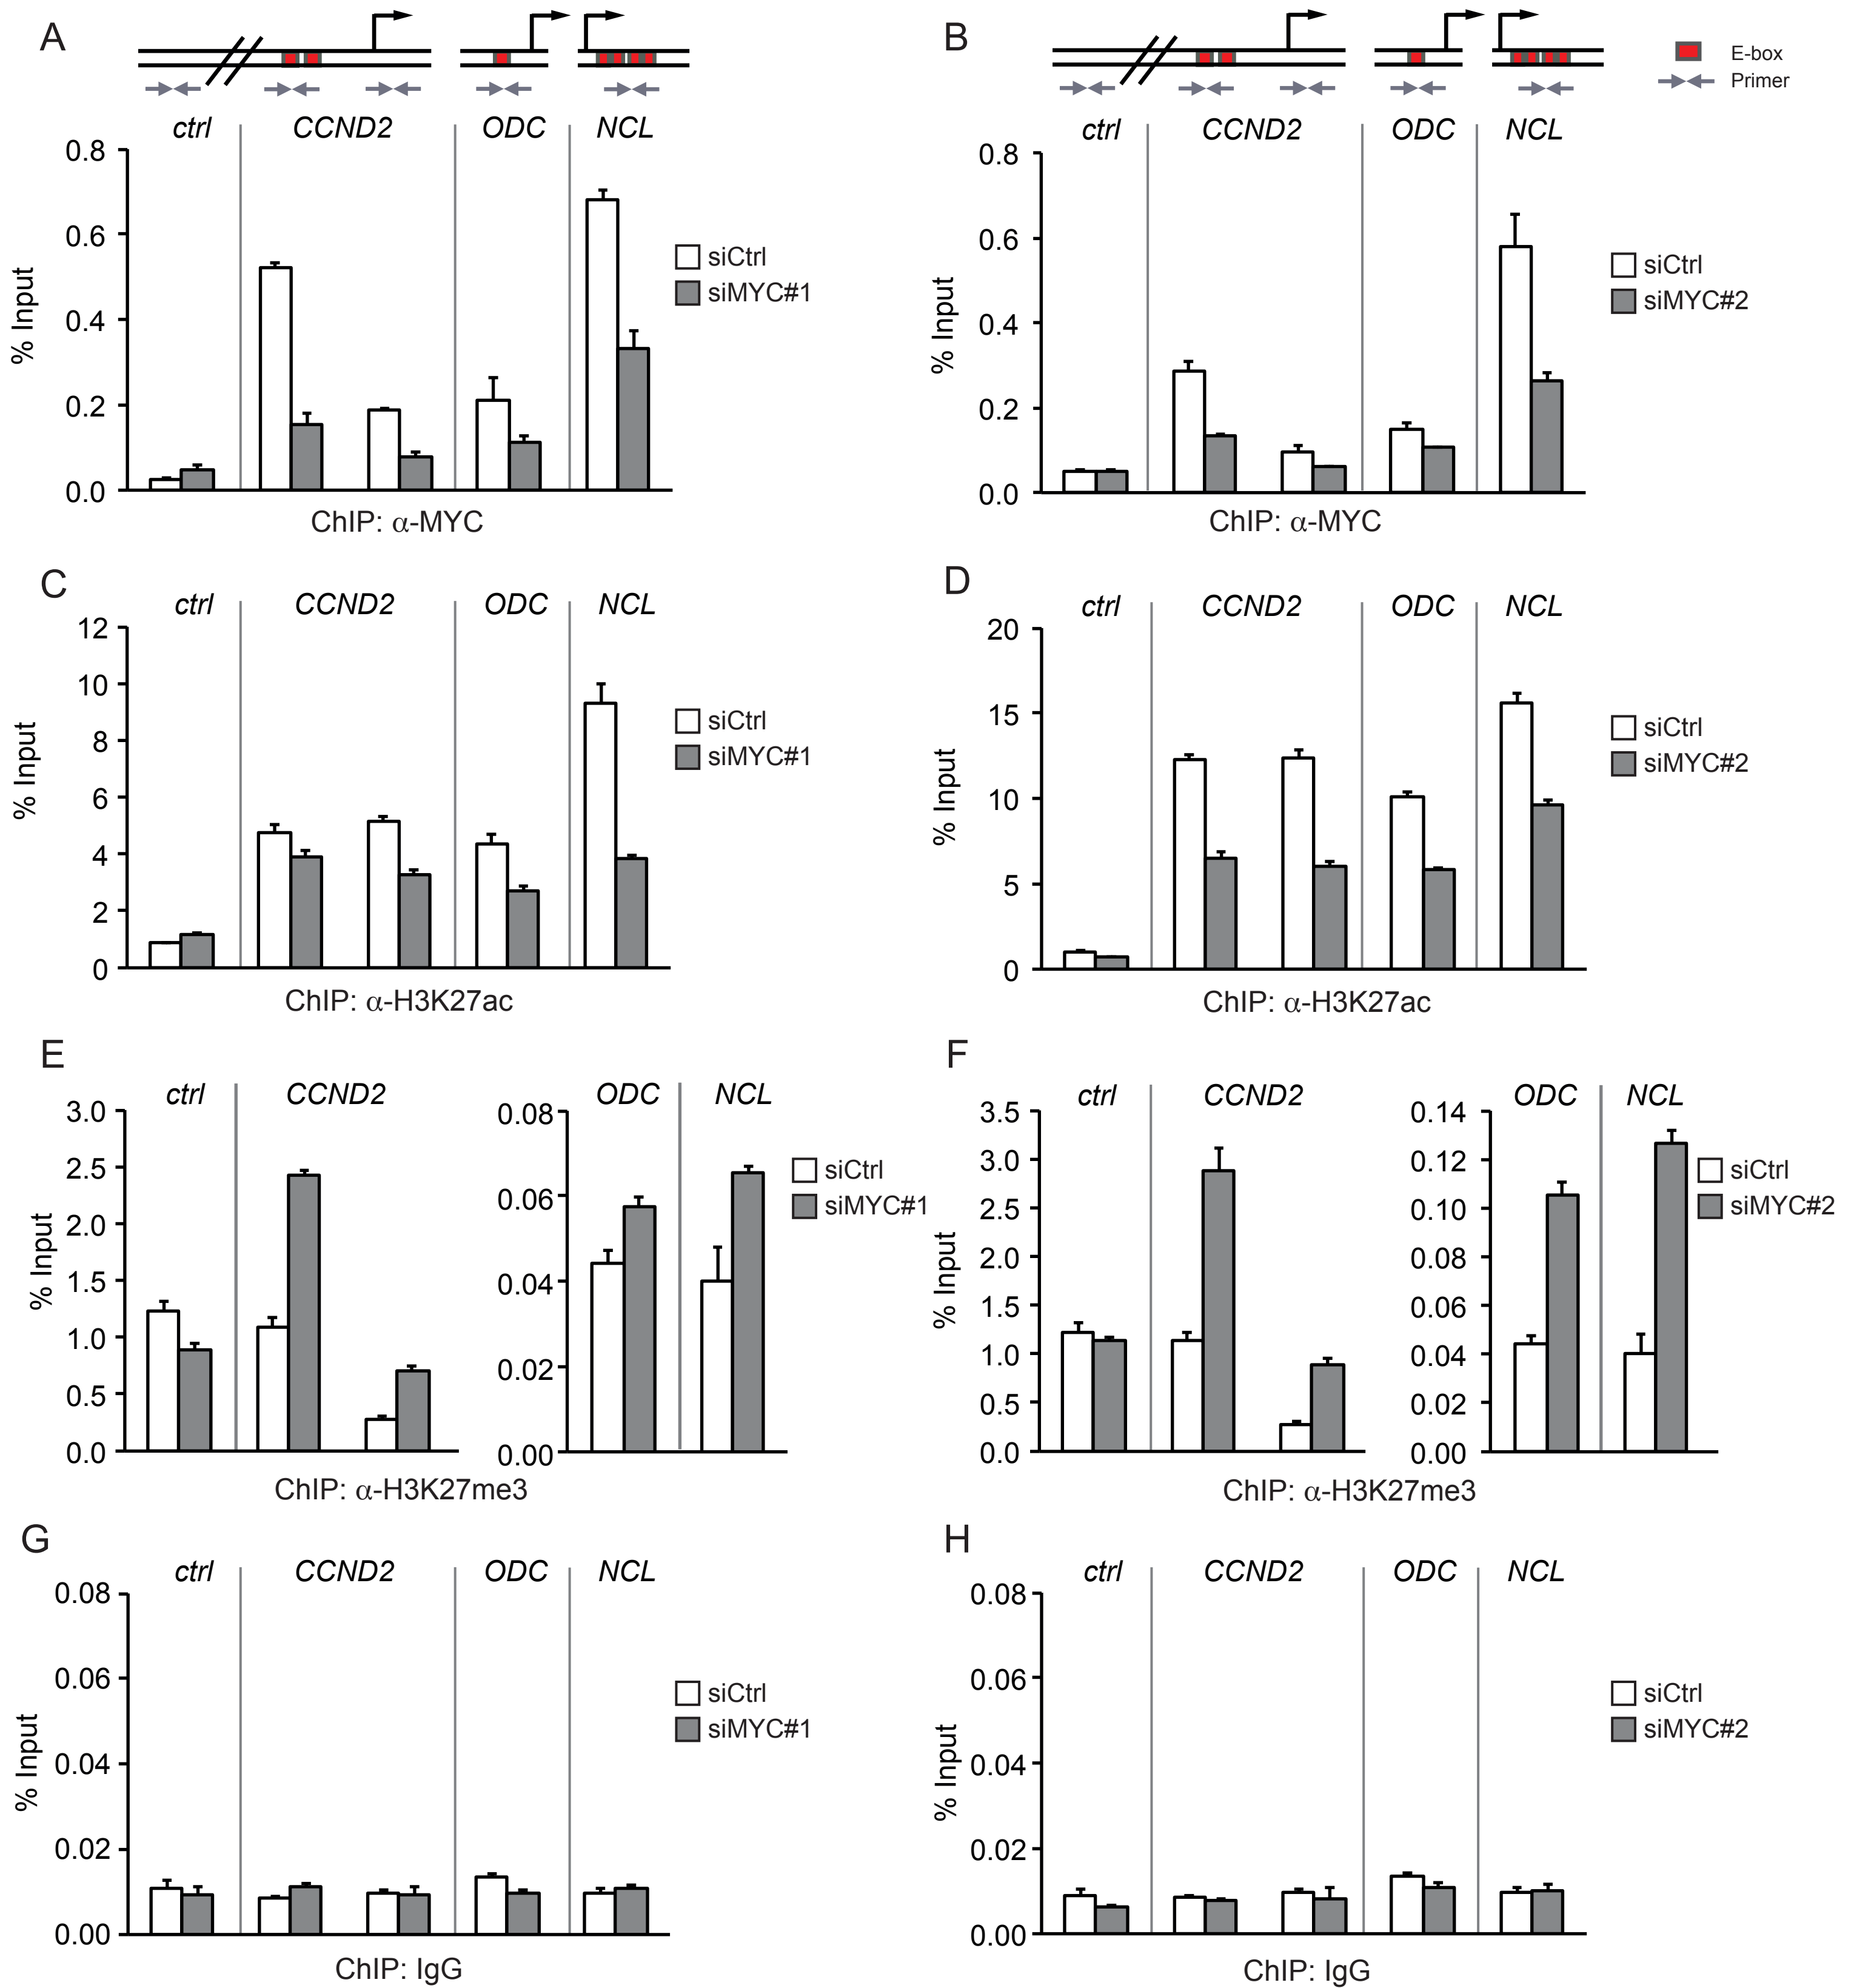 A
ctrl CCND2 ODC NCL
0.8
0.6
0.4
0.2
0.0
% Input
siCtrl
siMYC#1
ChIP: α-MYC
B
E-box
Primer
ctrl CCND2 ODC NCL
0.8
0.6
0.4
0.2
0.0
% Input
siCtrl
siMYC#2
ChIP: α-MYC
C
ctrl CCND2 ODC NCL
12
10
8
6
4
2
0
% Input
siCtrl
siMYC#1
ChIP: α-H3K27ac
D
ctrl CCND2 ODC NCL
20
15
10
5
0
% Input
siCtrl
siMYC#2
ChIP: α-H3K27ac
E
ctrl CCND2
3.0
2.5
2.0
1.5
1.0
0.5
0.0
% Input
ODC NCL
0.08
0.06
0.04
0.02
0.00
siCtrl
siMYC#1
ChIP: α-H3K27me3
F
ctrl CCND2
3.5
3.0
2.5
2.0
1.5
1.0
0.5
0.0
% Input
ODC NCL
0.14
0.12
0.10
0.08
0.06
0.04
0.02
0.00
siCtrl
siMYC#2
ChIP: α-H3K27me3
G
ctrl CCND2 ODC NCL
0.08
0.06
0.04
0.02
0.00
% Input
siCtrl
siMYC#1
ChIP: IgG
H
ctrl CCND2 ODC NCL
0.08
0.06
0.04
0.02
0.00
% Input
siCtrl
siMYC#2
ChIP: IgG